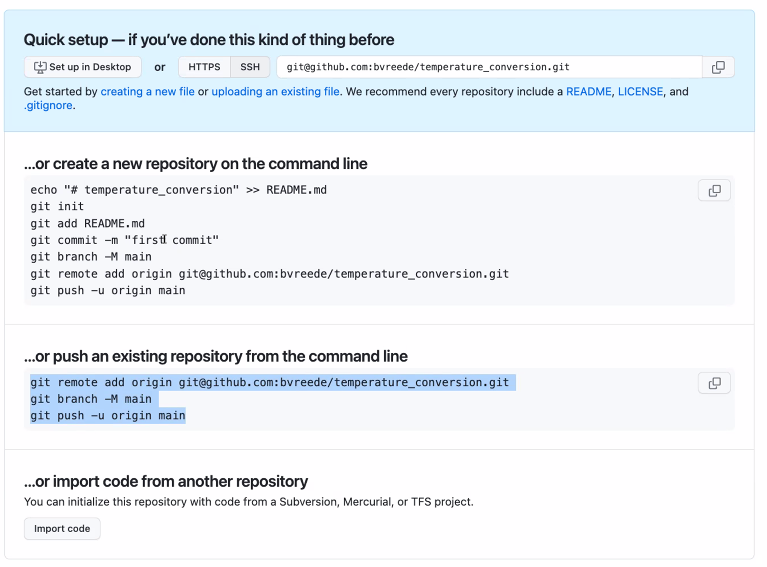 Quick setup — if you've done this kind of thing before
Set up in Desktop or HTTPS SSH git@github.com:bvreede/temperature_conversion.git
Get started by creating a new file or uploading an existing file. We recommend every repository include a README, LICENSE, and
.gitignore.
…or create a new repository on the command line
echo "# temperature_conversion" >> README.md
git init
git add README.md
git commit -m "first commit"
git branch -M main
git remote add origin git@github.com:bvreede/temperature_conversion.git
git push -u origin main
…or push an existing repository from the command line
git remote add origin git@github.com:bvreede/temperature_conversion.git
git branch -M main
git push -u origin main
…or import code from another repository
You can initialize this repository with code from a Subversion, Mercurial, or TFS project.
Import code